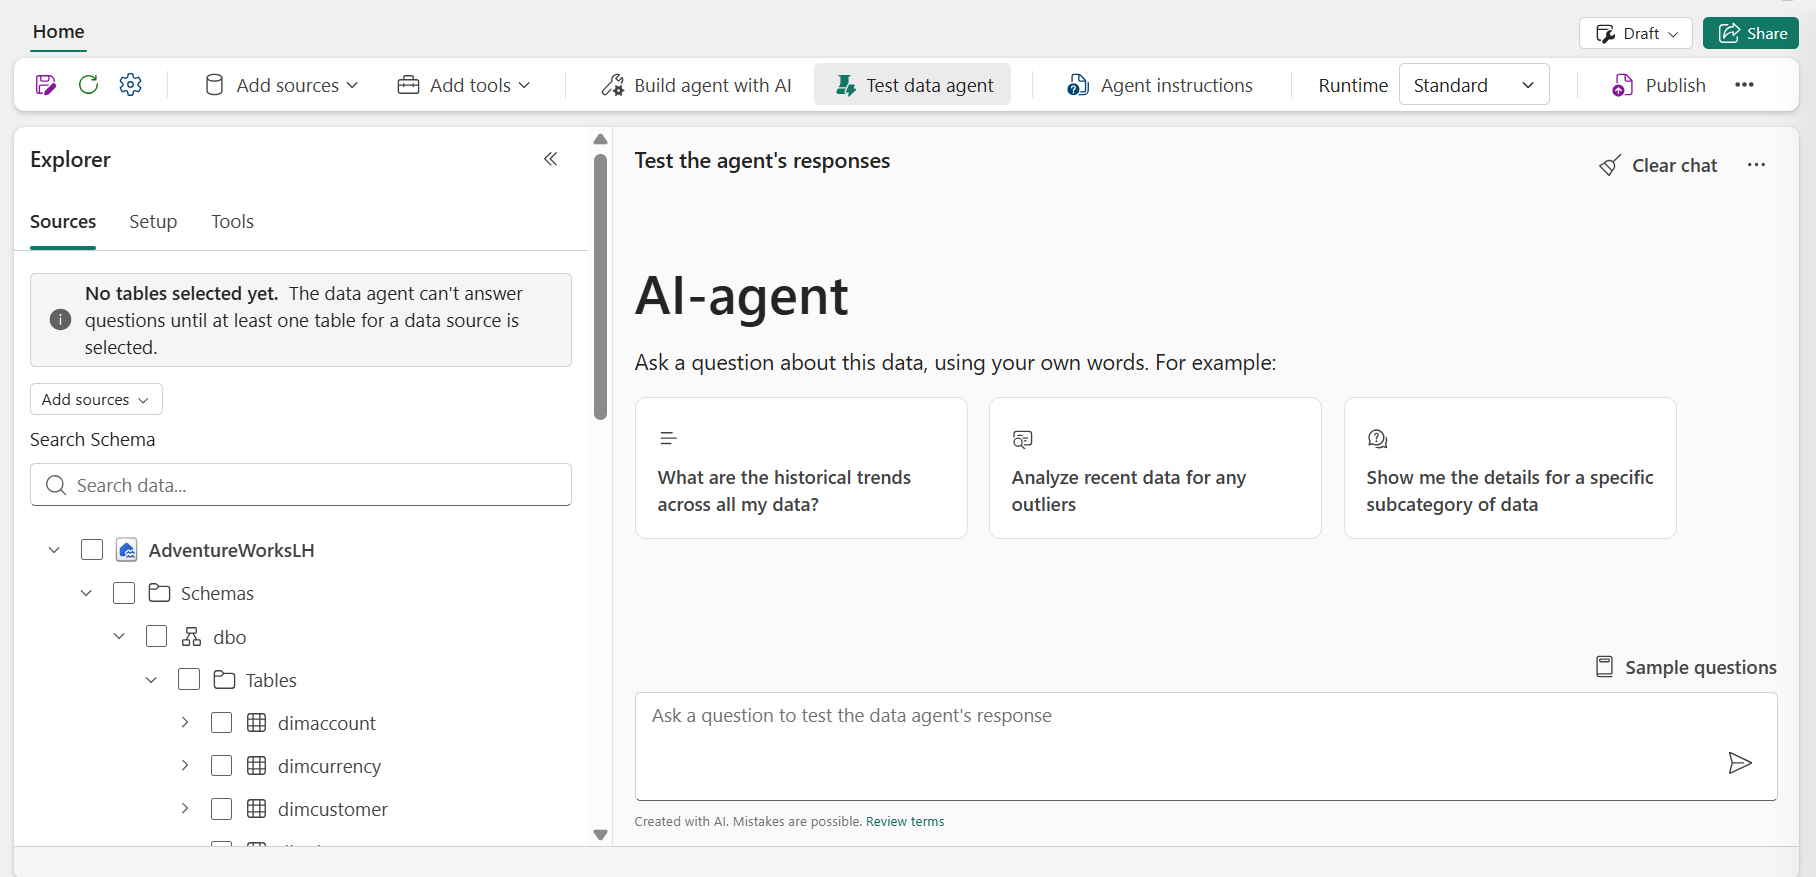 Home
Draft
Share
Add sources
Add tools
Build agent with AI
Test data agent
Agent instructions
Runtime
Standard
Publish
Explorer
Sources
Setup
Tools
No tables selected yet. The data agent can't answer
questions until at least one table for a data source is
selected.
Add sources
Search Schema
Search data...
AdventureWorksLH
Schemas
dbo
Tables
dimaccount
dimcurrency
dimcustomer
Test the agent's responses
Clear chat
AI-agent
Ask a question about this data, using your own words. For example:
What are the historical trends
across all my data?
Analyze recent data for any
outliers
Show me the details for a specific
subcategory of data
Sample questions
Ask a question to test the data agent's response
Created with AI. Mistakes are possible. Review terms